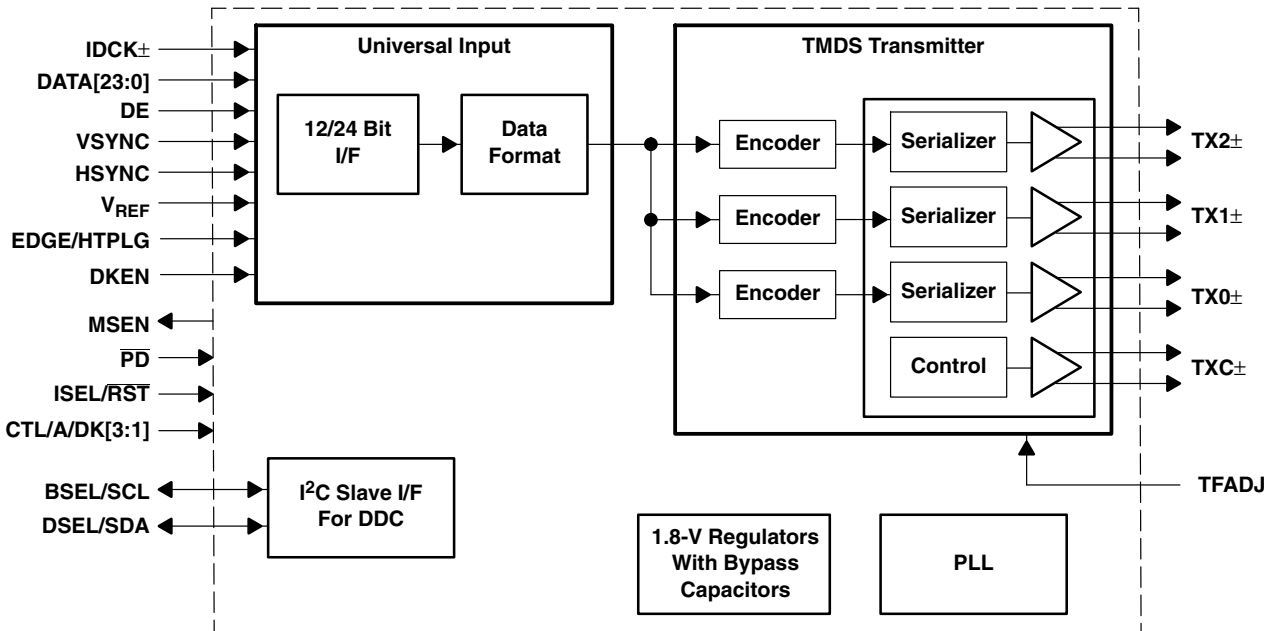 IDCK±
DATA[23:0]
DE
VSYNC
HSYNC
VREF
EDGE/HTPLG
DKEN
MSEN
PD
ISEL/RST
CTL/A/DK[3:1]
BSEL/SCL
DSEL/SDA
Universal Input
12/24 Bit
I/F
Data
Format
I2C Slave I/F
For DDC
TMDS Transmitter
Encoder
Serializer
Encoder
Serializer
Encoder
Serializer
Control
TX2±
TX1±
TX0±
TXC±
TFADJ
1.8-V Regulators
With Bypass
Capacitors
PLL